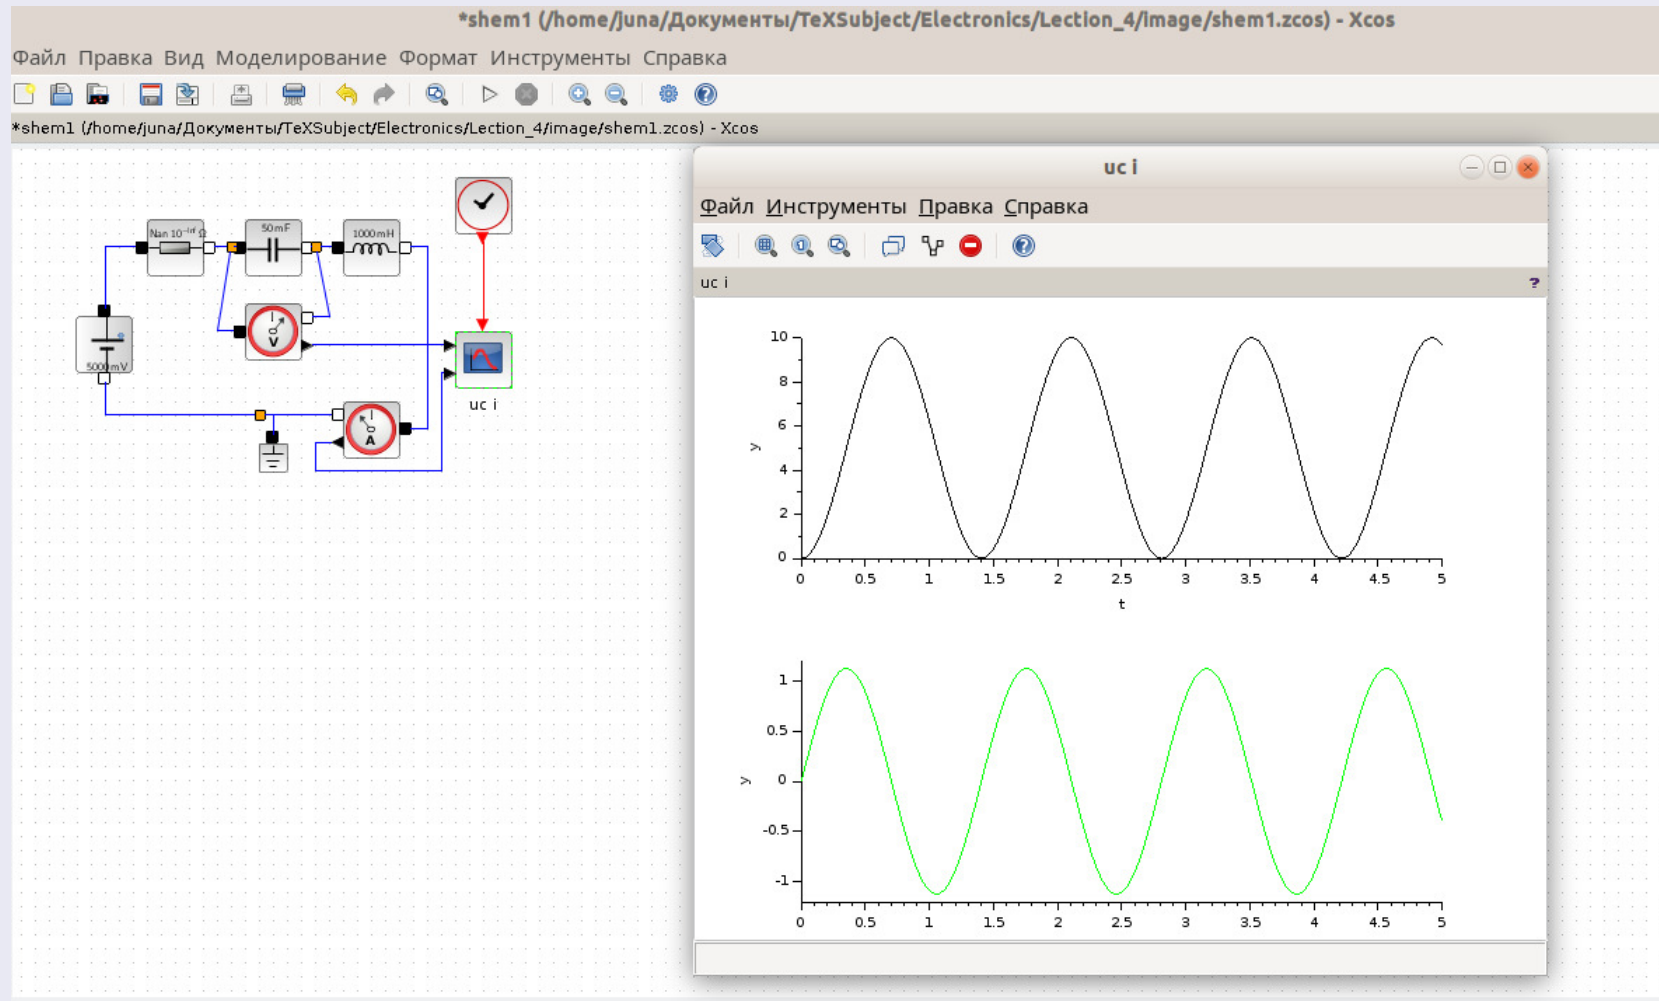 *shem1 (/home/juna/Документы/TeXSubject/Electronics/Lection_4/image/shem1.zcos) - Xcos
Файл Правка Вид Моделирование Формат Инструменты Справка
*shem1 (/home/juna/Документы/TeXSubject/Electronics/Lection_4/image/shem1.zcos) - Xcos
Nan 10⁻ᴵⁿᶠ Ω
50mF
1000mH
V
5000mV
uc i
A
uc i
Файл Инструменты Правка Справка
uc i ?
10
8
6
y
4
2
0
0 0.5 1 1.5 2 2.5 3 3.5 4 4.5 5
t
1
0.5
y 0
-0.5
-1
0 0.5 1 1.5 2 2.5 3 3.5 4 4.5 5